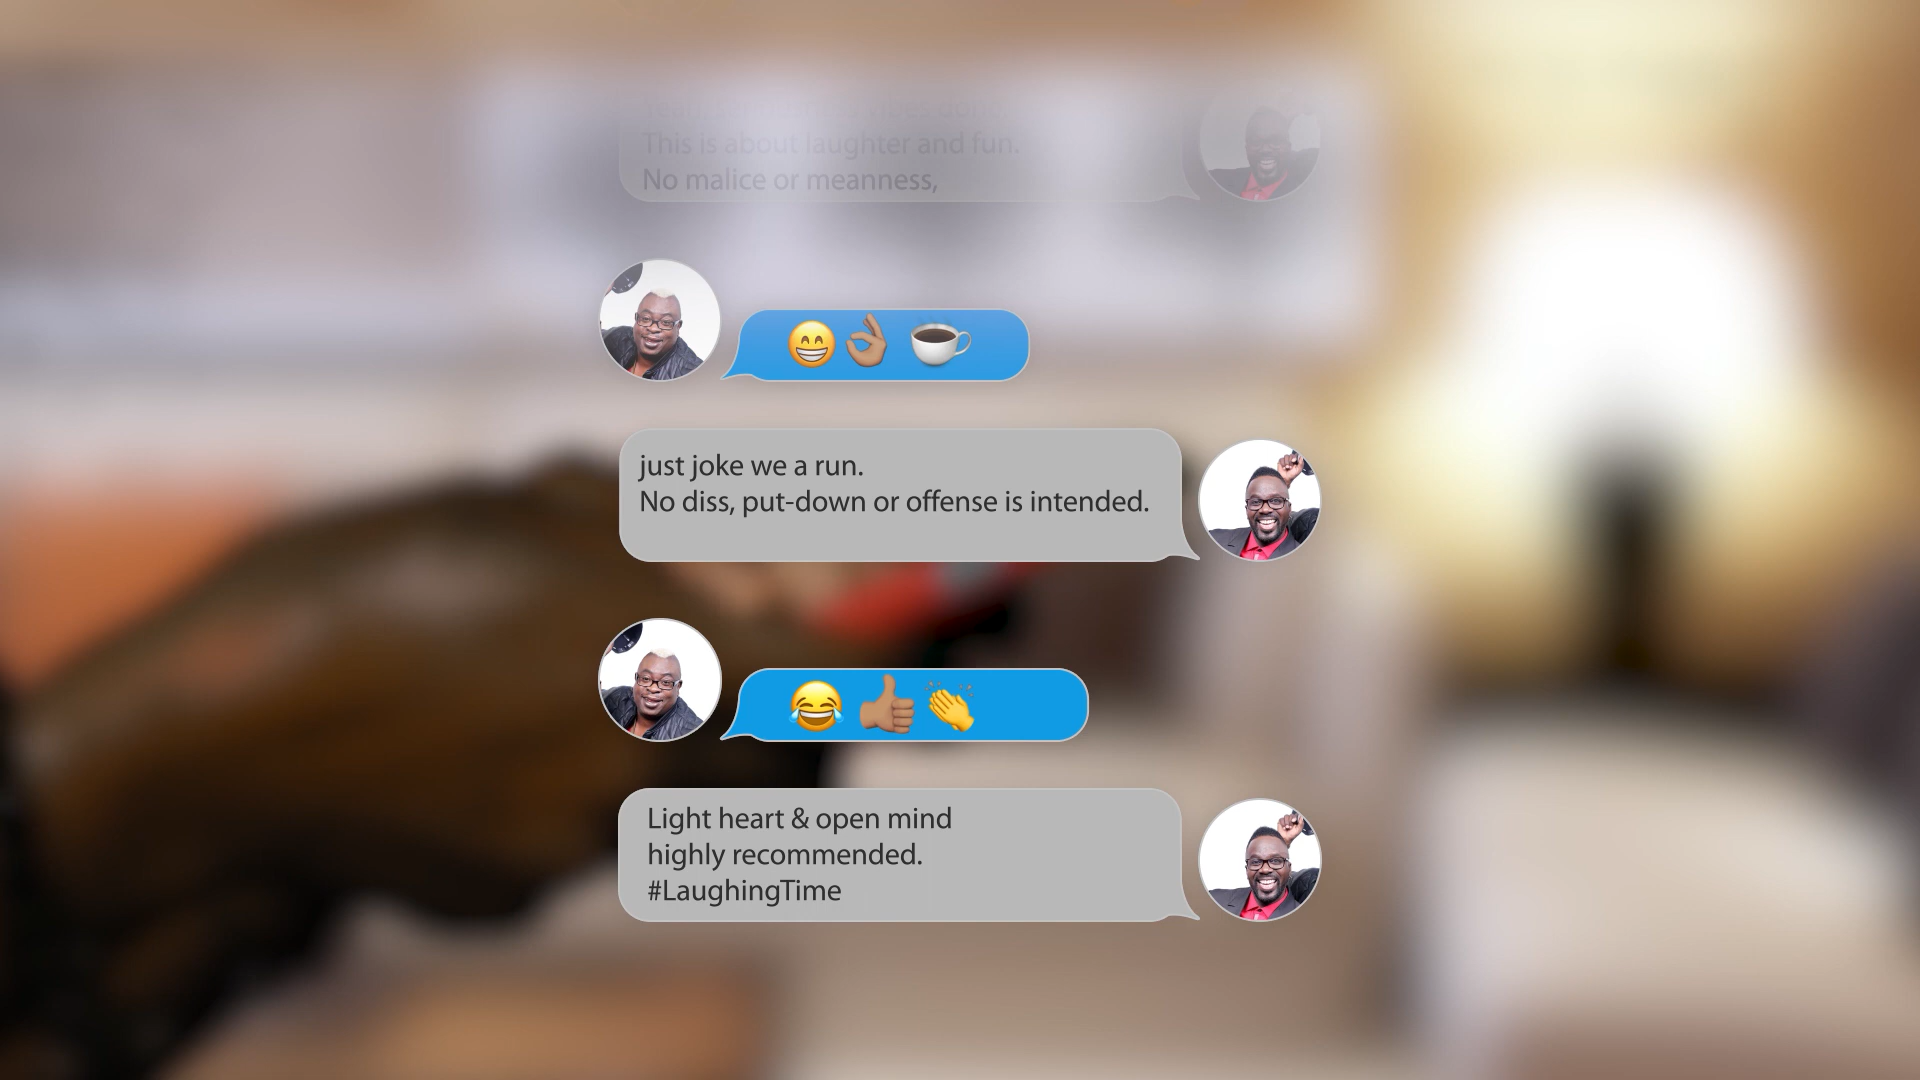 This is about laughter and fun.
No malice or meanness,
just joke we a run.
No diss, put-down or offense is intended.
Light heart & open mind
highly recommended.
#LaughingTime